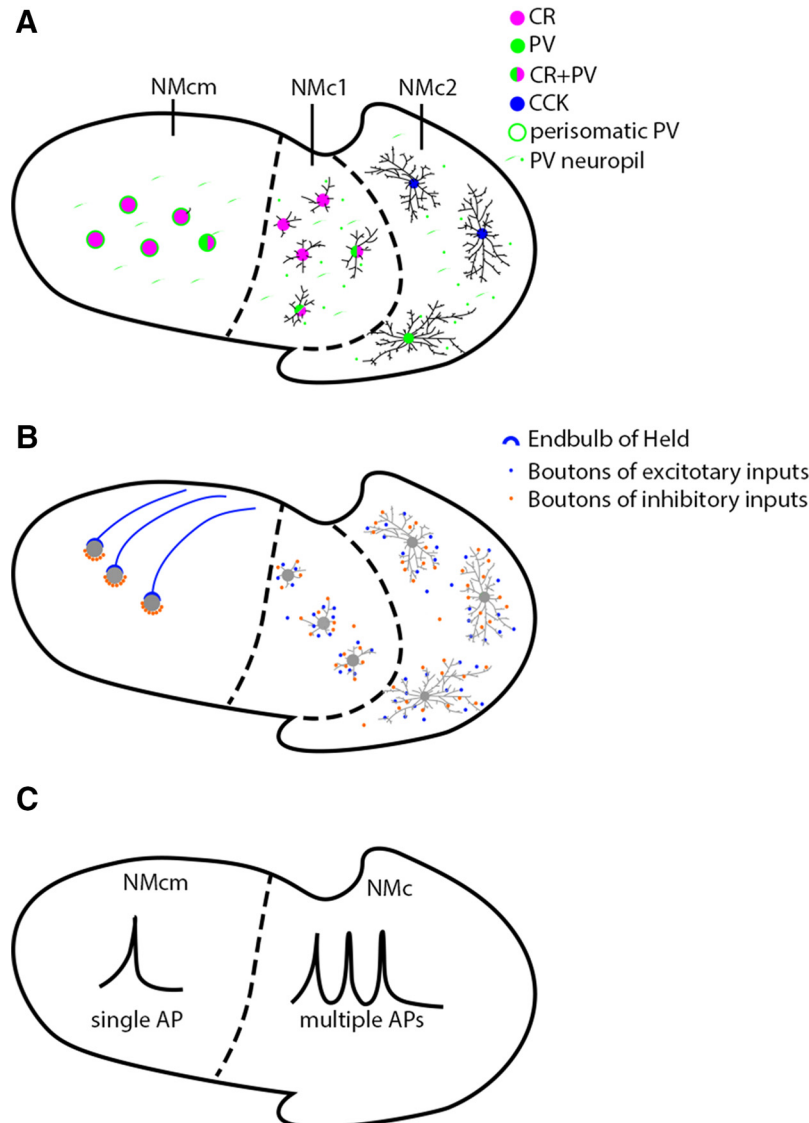 A
CR
PV
CR+PV
CCK
perisomatic PV
PV neuropil
NMcm
NMc1
NMc2
B
Endbulb of Held
Boutons of excitotary inputs
Boutons of inhibitory inputs
C
NMcm
NMc
single AP
multiple APs